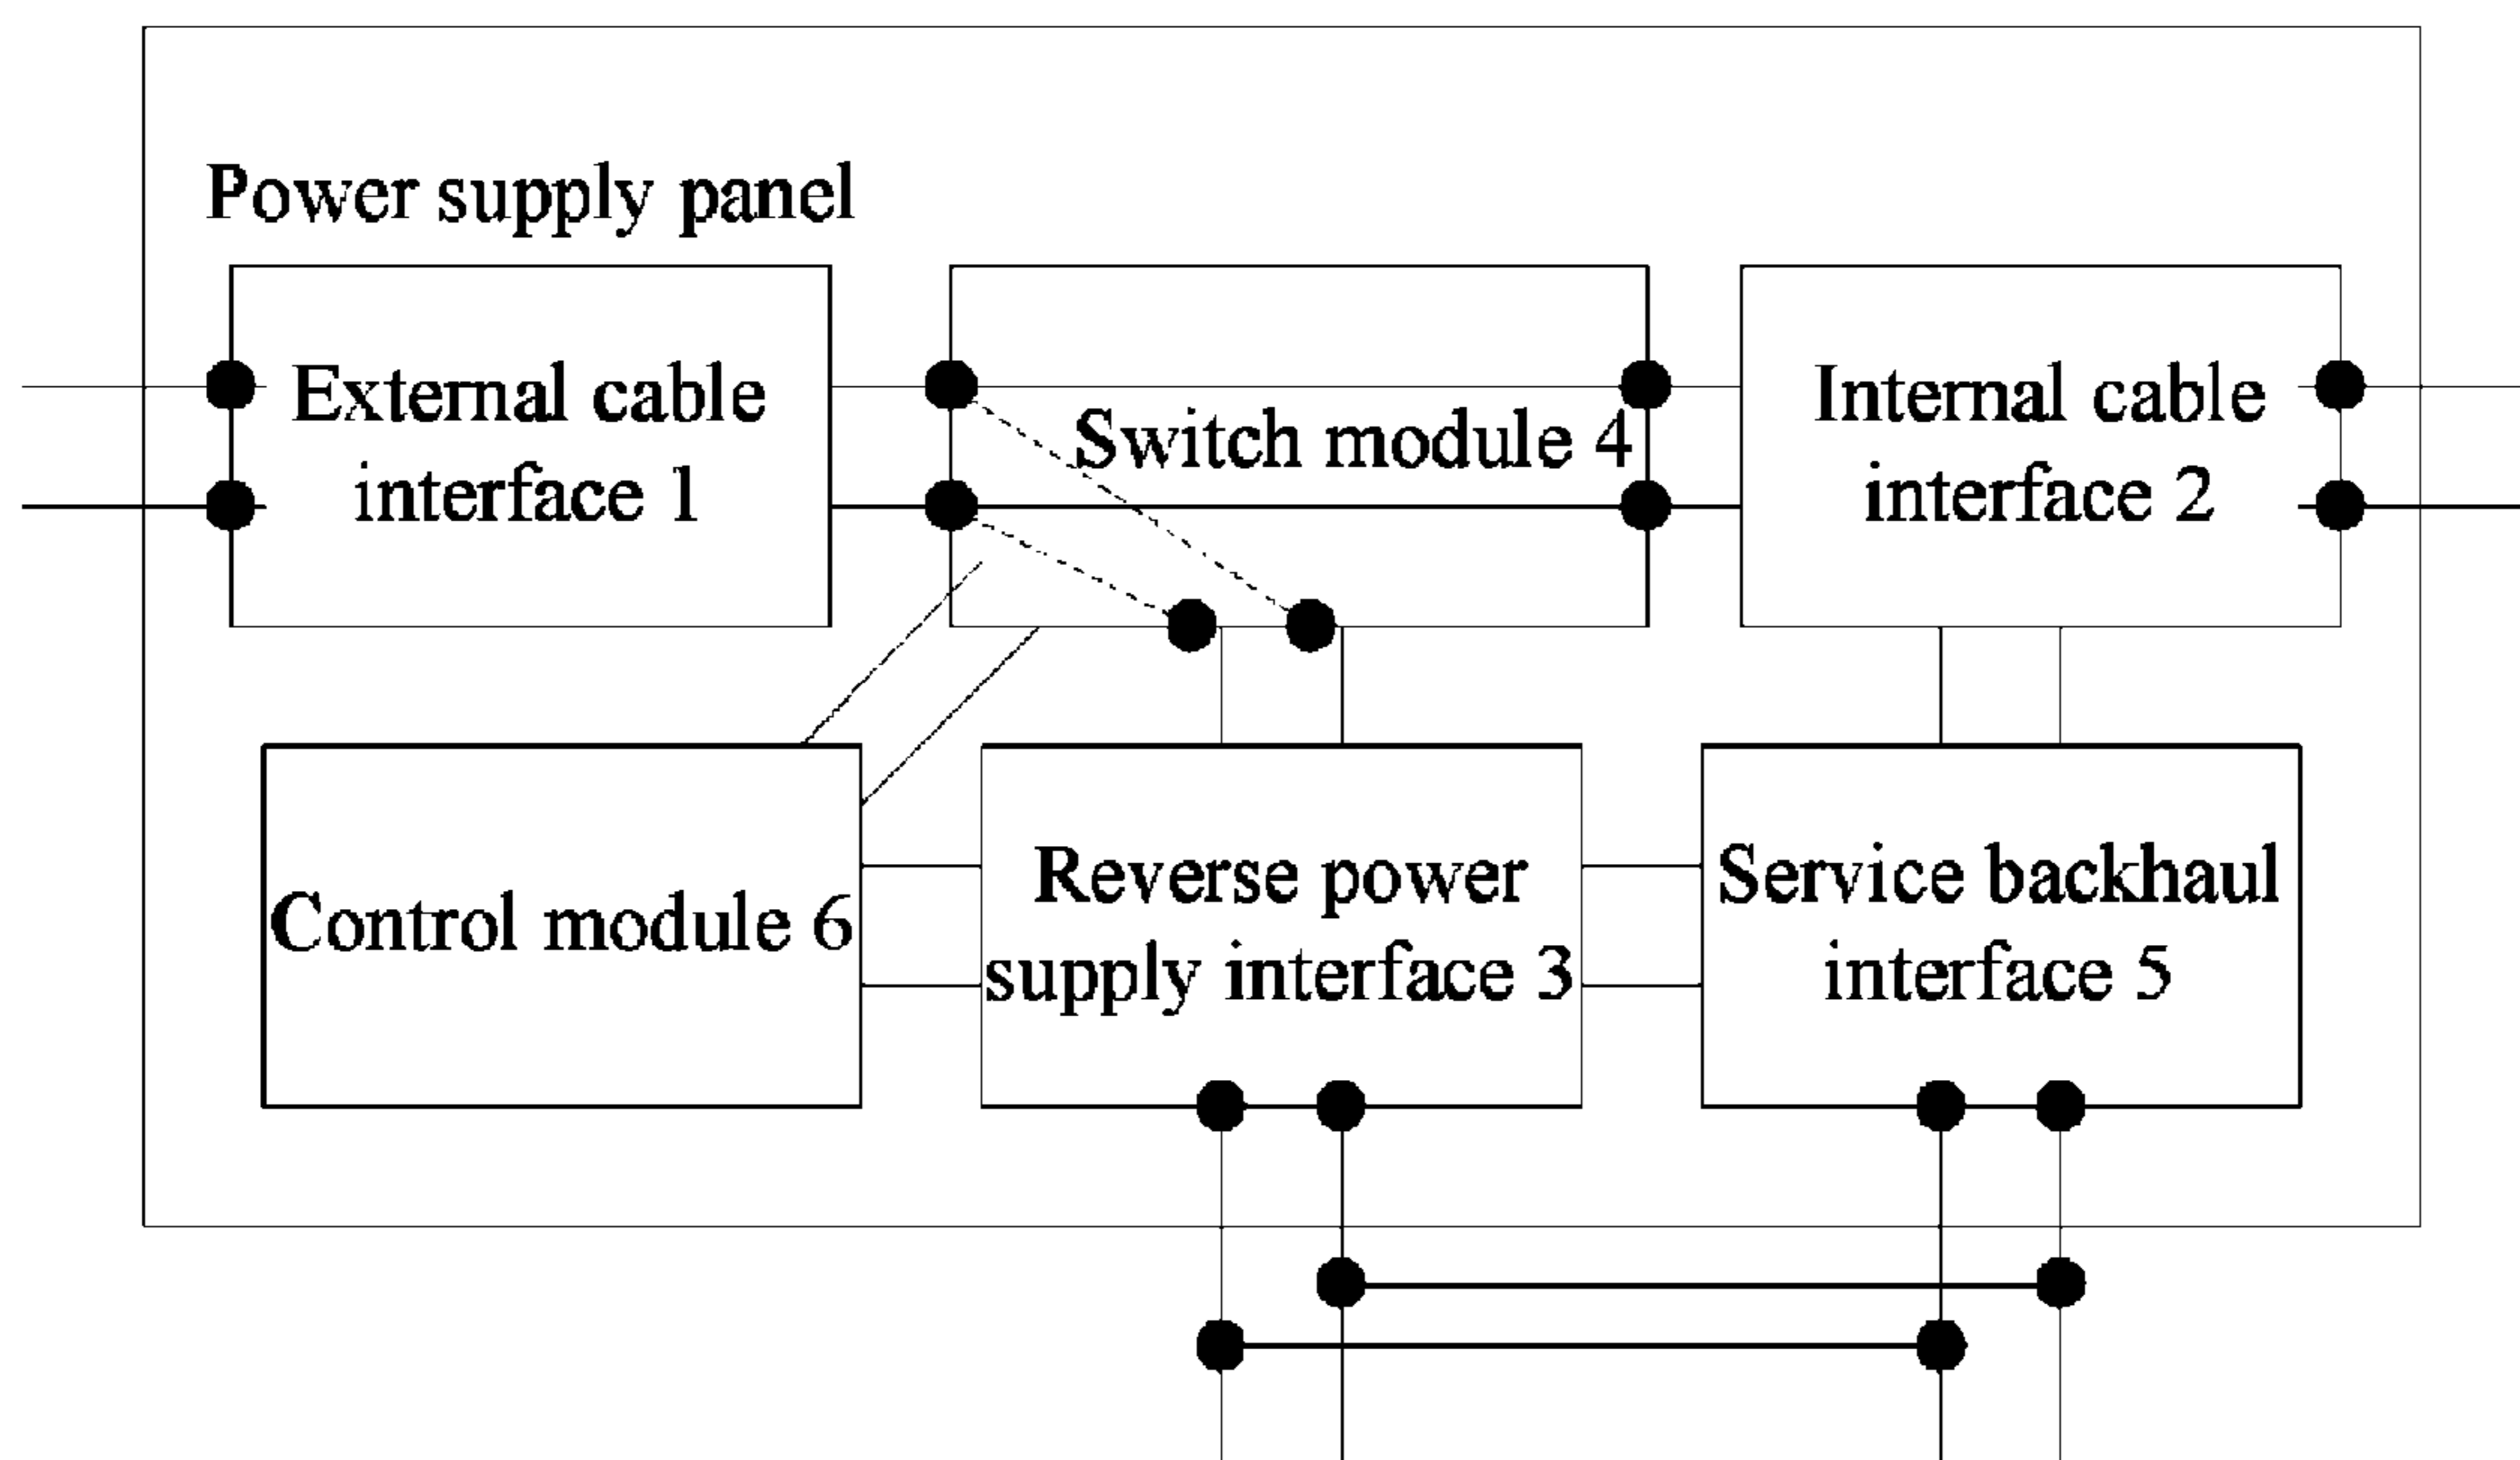 Power supply panel
External cable
interface 1
Switch module 4
Internal cable
interface 2
Control module 6
Reverse power
supply interface 3
Service backhaul
interface 5